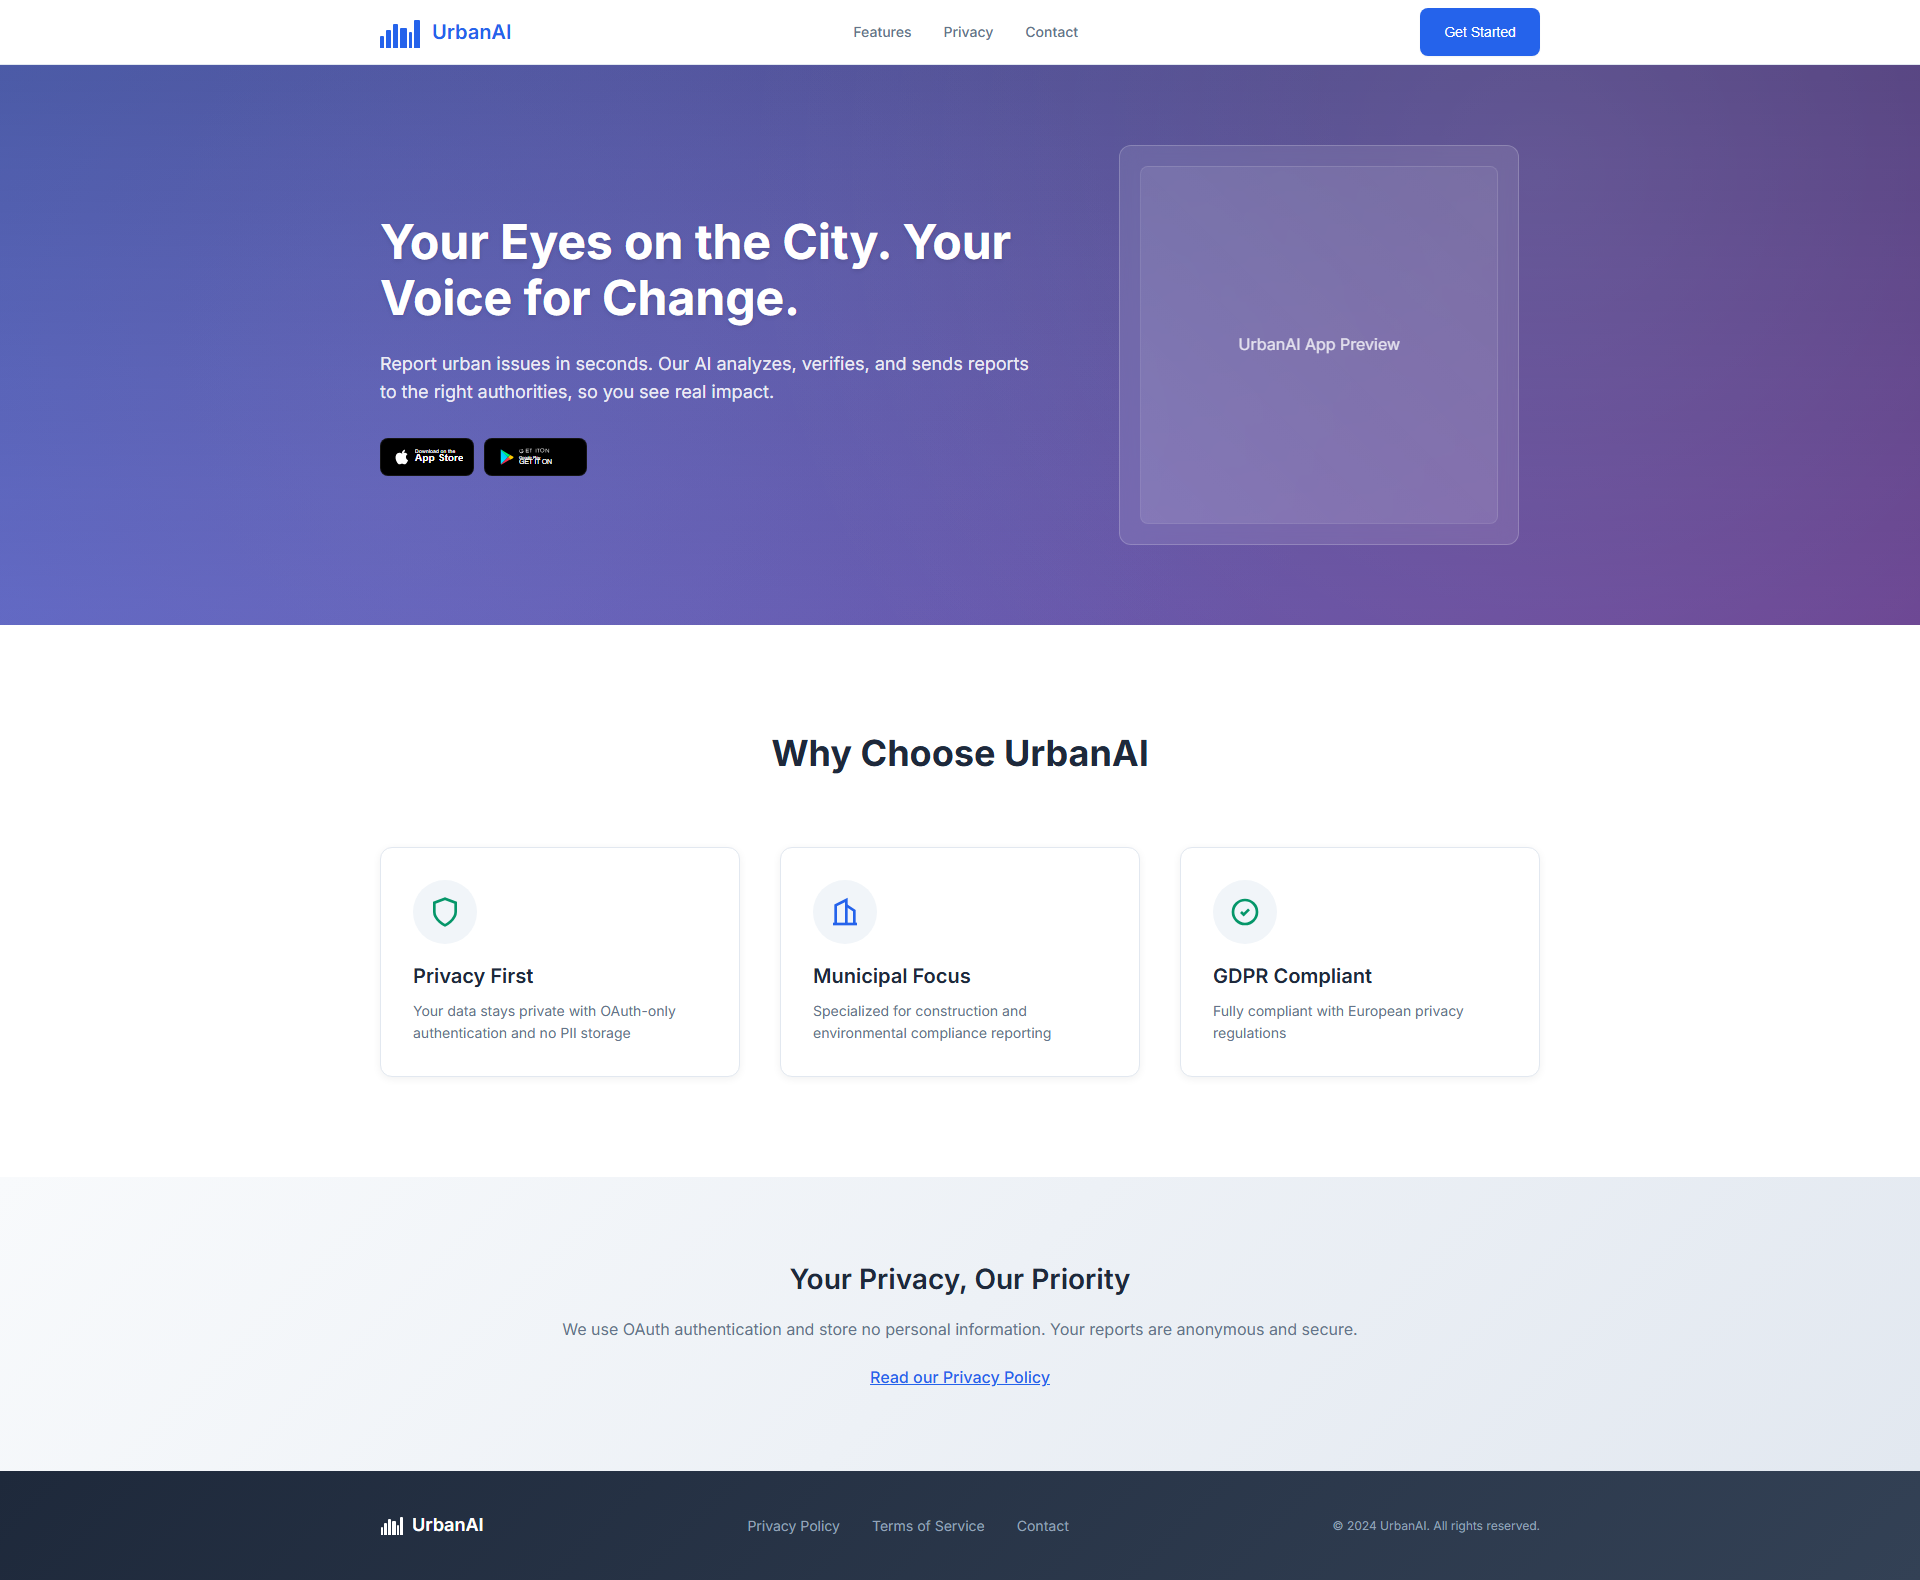 UrbanAI
Features
Privacy
Contact
Get Started
Your Eyes on the City. Your
Voice for Change.
Report urban issues in seconds. Our AI analyzes, verifies, and sends reports
to the right authorities, so you see real impact.
Download on the
App Store
GET IT ON
Google Play
GET IT ON
UrbanAI App Preview
Why Choose UrbanAI
Privacy First
Your data stays private with OAuth-only
authentication and no PII storage
Municipal Focus
Specialized for construction and
environmental compliance reporting
GDPR Compliant
Fully compliant with European privacy
regulations
Your Privacy, Our Priority
We use OAuth authentication and store no personal information. Your reports are anonymous and secure.
Read our Privacy Policy
UrbanAI
Privacy Policy
Terms of Service
Contact
© 2024 UrbanAI. All rights reserved.